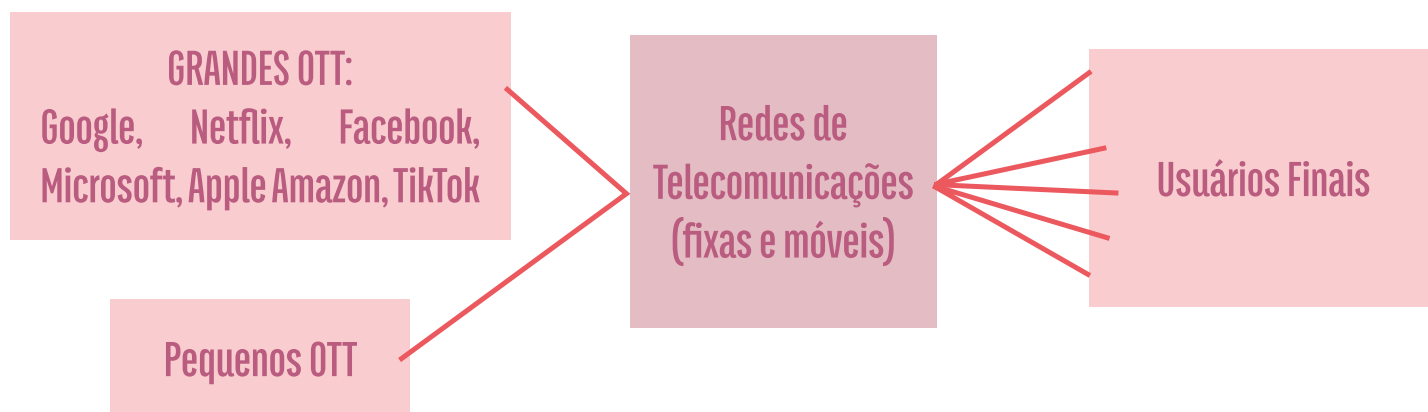 GRANDES OTT:
Google, Netflix, Facebook,
Microsoft, Apple Amazon, TikTok
Pequenos OTT
Redes de
Telecomunicações
(fixas e móveis)
Usuários Finais